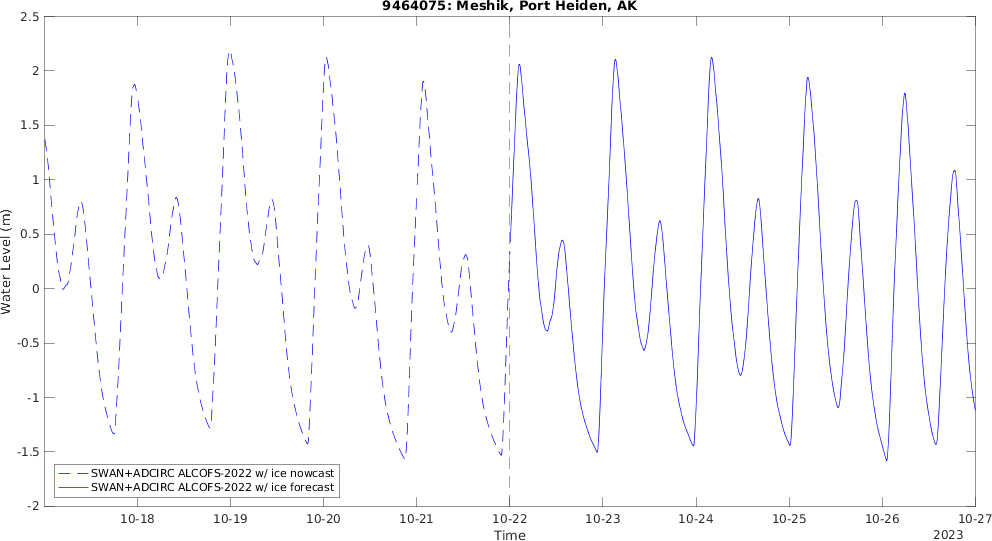 9464075: Meshik, Port Heiden, AK
Water Level (m)
2.5
2
1.5
1
0.5
0
-0.5
-1
-1.5
-2
SWAN+ADCIRC ALCOFS-2022 w/ ice nowcast
SWAN+ADCIRC ALCOFS-2022 w/ ice forecast
10-18 10-19 10-20 10-21 10-22 10-23 10-24 10-25 10-26 10-27
Time
2023